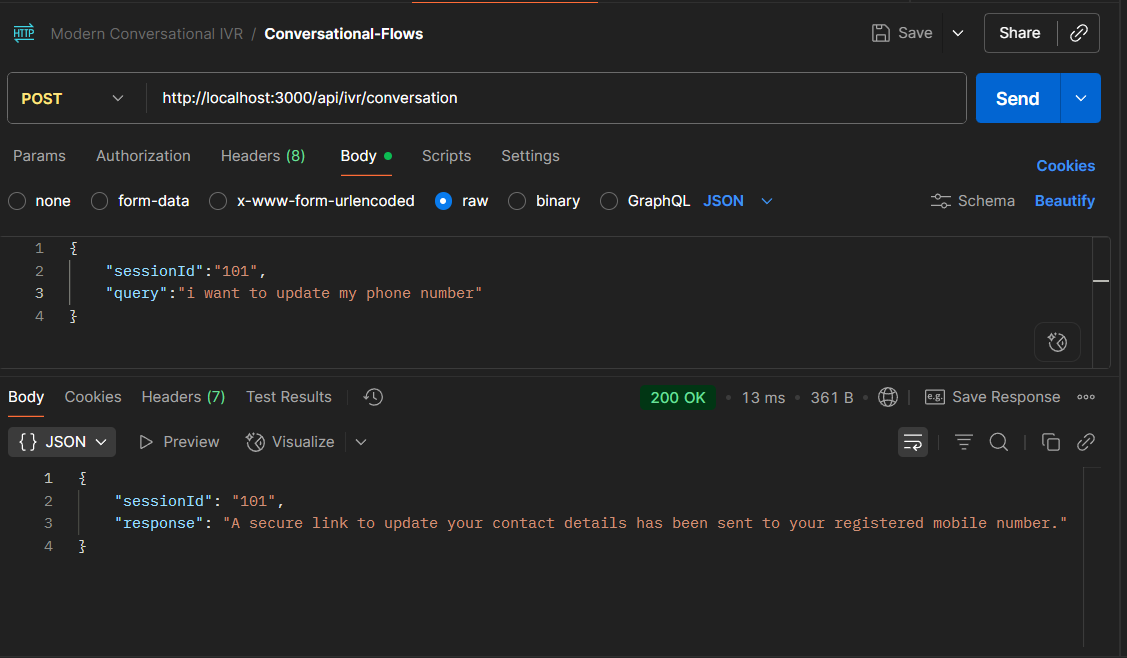 HTTP Modern Conversational IVR / Conversational-Flows Save Share
POST http://localhost:3000/api/ivr/conversation Send
Params Authorization Headers (8) Body Scripts Settings Cookies
none form-data x-www-form-urlencoded raw binary GraphQL JSON Schema Beautify
1 {
2 "sessionId":"101",
3 "query":"i want to update my phone number"
4 }
Body Cookies Headers (7) Test Results 200 OK • 13 ms • 361 B • e.g. Save Response
{} JSON Preview Visualize
1 {
2 "sessionId": "101",
3 "response": "A secure link to update your contact details has been sent to your registered mobile number."
4 }